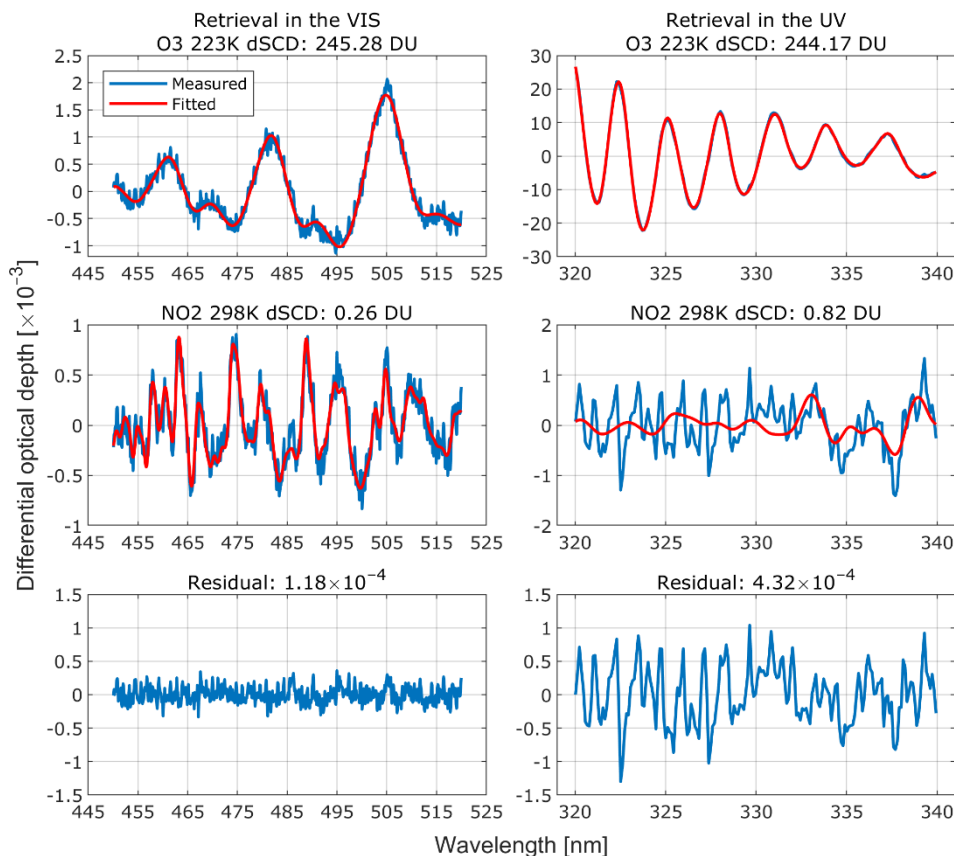 Retrieval in the VIS
O3 223K dSCD: 245.28 DU
2.5
2
1.5
1
0.5
0
-0.5
-1
Measured
Fitted
445 455 465 475 485 495 505 515 525
Retrieval in the UV
O3 223K dSCD: 244.17 DU
30
20
10
0
-10
-20
-30
320 325 330 335 340
Differential optical depth [×10⁻³]
NO2 298K dSCD: 0.26 DU
1
0.5
0
-0.5
-1
445 455 465 475 485 495 505 515 525
NO2 298K dSCD: 0.82 DU
2
1
0
-1
-2
320 325 330 335 340
Residual: 1.18×10⁻⁴
1.5
1
0.5
0
-0.5
-1
-1.5
445 455 465 475 485 495 505 515 525
Residual: 4.32×10⁻⁴
1.5
1
0.5
0
-0.5
-1
-1.5
320 325 330 335 340
Wavelength [nm]